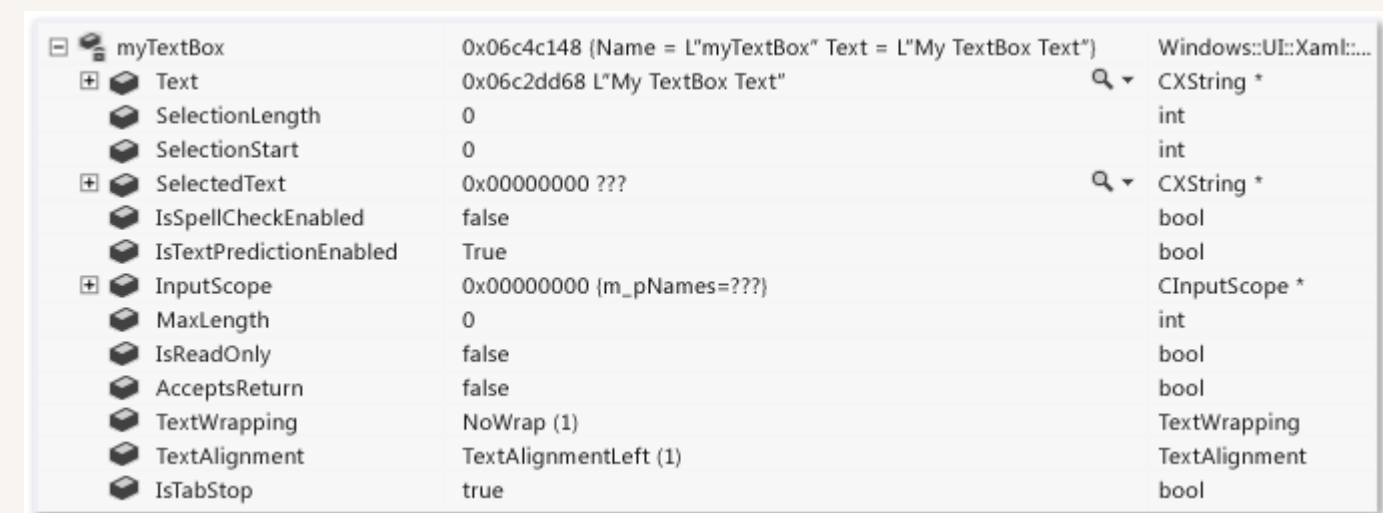 myTextBox 0x06c4c148 {Name = L"myTextBox" Text = L"My TextBox Text"} Windows::UI::Xaml::...
Text 0x06c2dd68 L"My TextBox Text" CXString *
SelectionLength 0 int
SelectionStart 0 int
SelectedText 0x00000000 ??? CXString *
IsSpellCheckEnabled false bool
IsTextPredictionEnabled True bool
InputScope 0x00000000 {m_pNames=???} CInputScope *
MaxLength 0 int
IsReadOnly false bool
AcceptsReturn false bool
TextWrapping NoWrap (1) TextWrapping
TextAlignment TextAlignmentLeft (1) TextAlignment
IsTabStop true bool